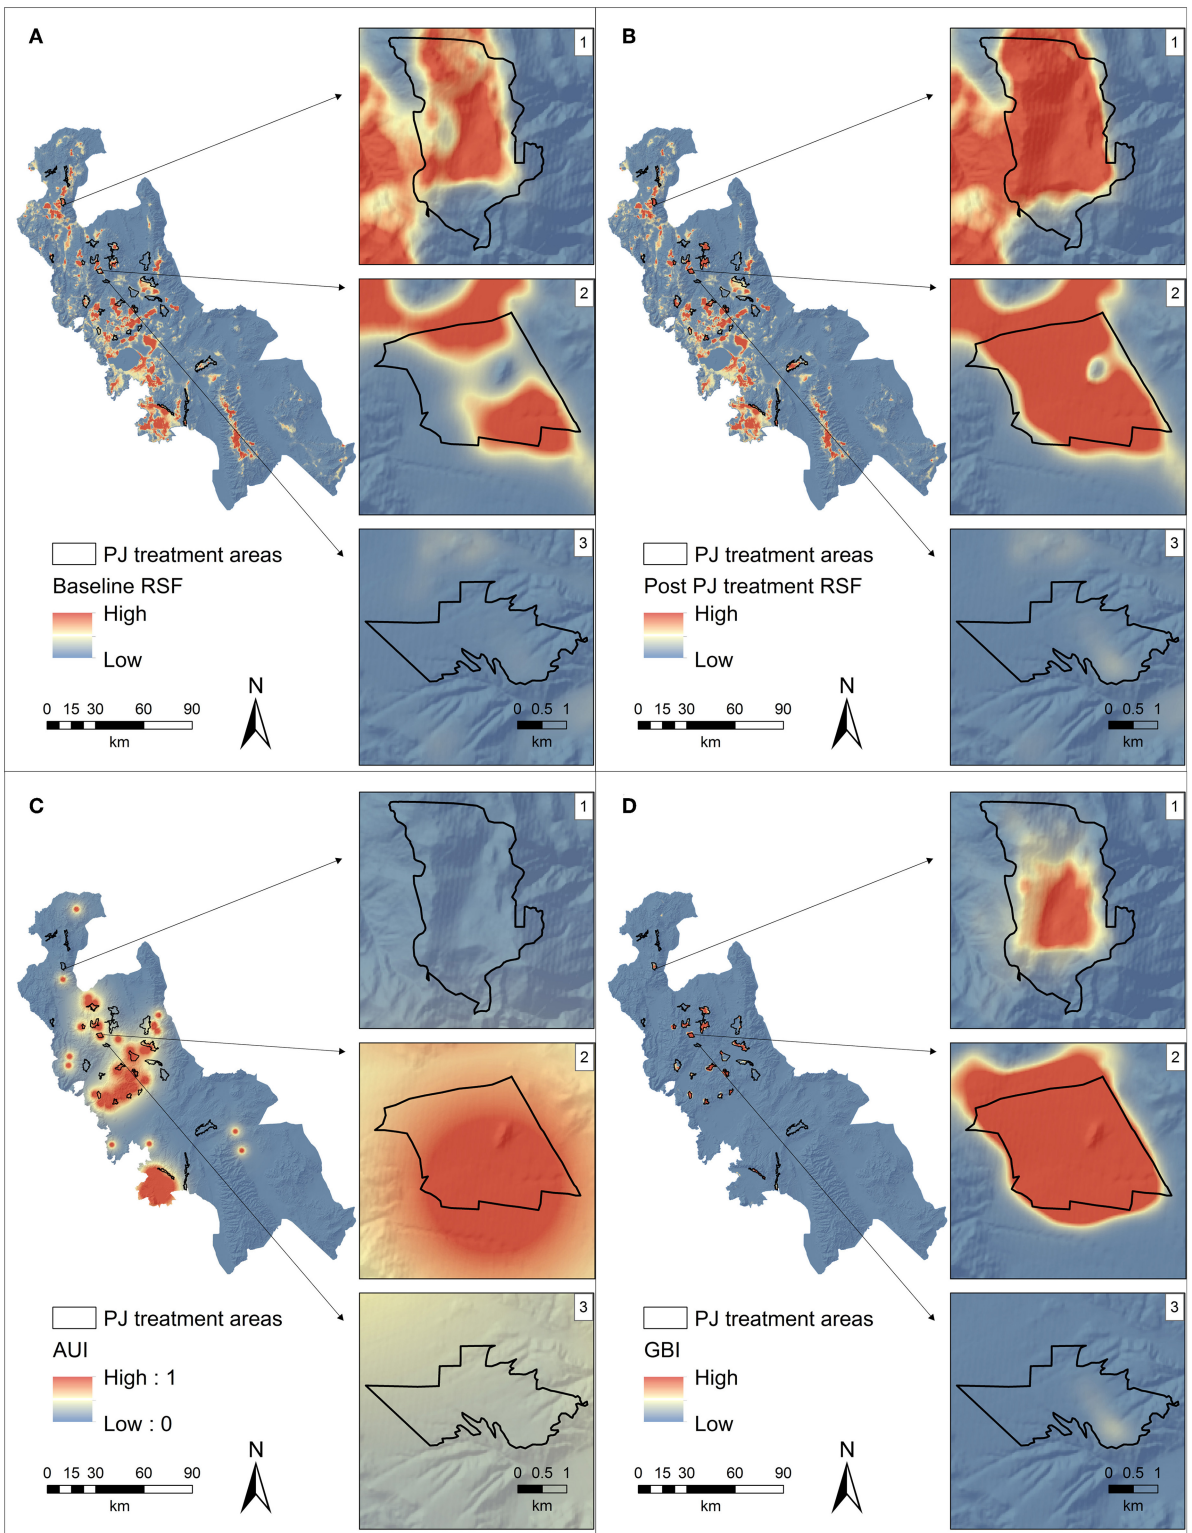 A
1
2
3
PJ treatment areas
Baseline RSF
High
Low
N
0 15 30 60 90
km
0 0.5 1
km
B
1
2
3
PJ treatment areas
Post PJ treatment RSF
High
Low
N
0 15 30 60 90
km
0 0.5 1
km
C
1
2
3
PJ treatment areas
AUI
High : 1
Low : 0
N
0 15 30 60 90
km
0 0.5 1
km
D
1
2
3
PJ treatment areas
GBI
High
Low
N
0 15 30 60 90
km
0 0.5 1
km